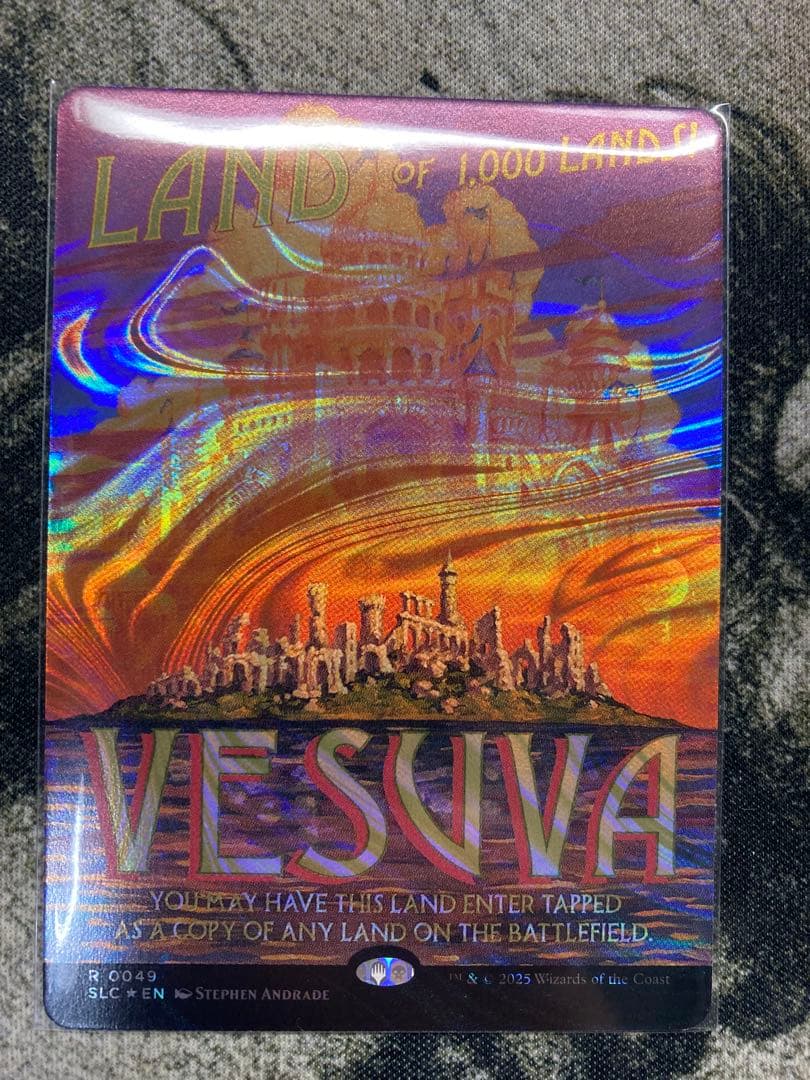 LAND OF 1,000 LANDS!
VESUVA
YOU MAY HAVE THIS LAND ENTER TAPPED
AS A COPY OF ANY LAND ON THE BATTLEFIELD.
R 0049
SLC ★ EN STEPHEN ANDRADE
™ & © 2025 Wizards of the Coast